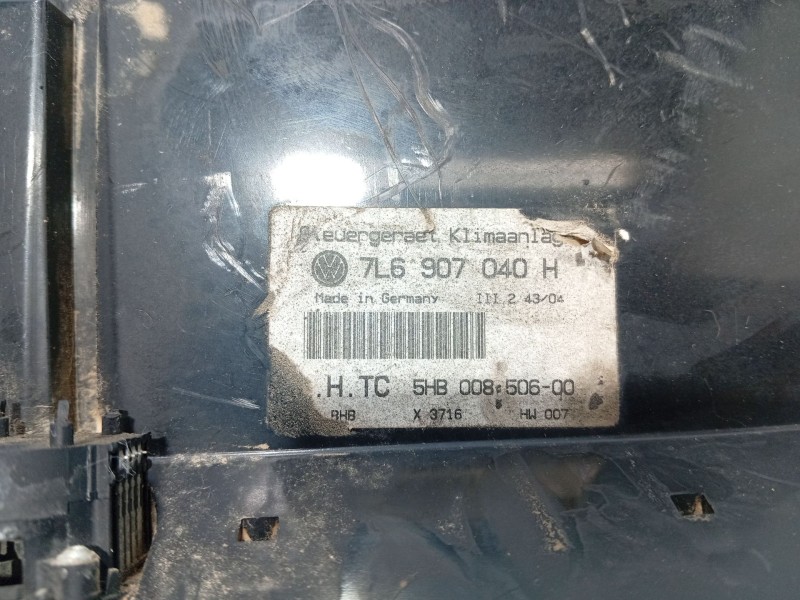 Steuergeraet Klimaanlag
7L6 907 040 H
Made in Germany III.2 43/04
.H.TC 5HB 008:506-00
BHB X 3716 HW 007